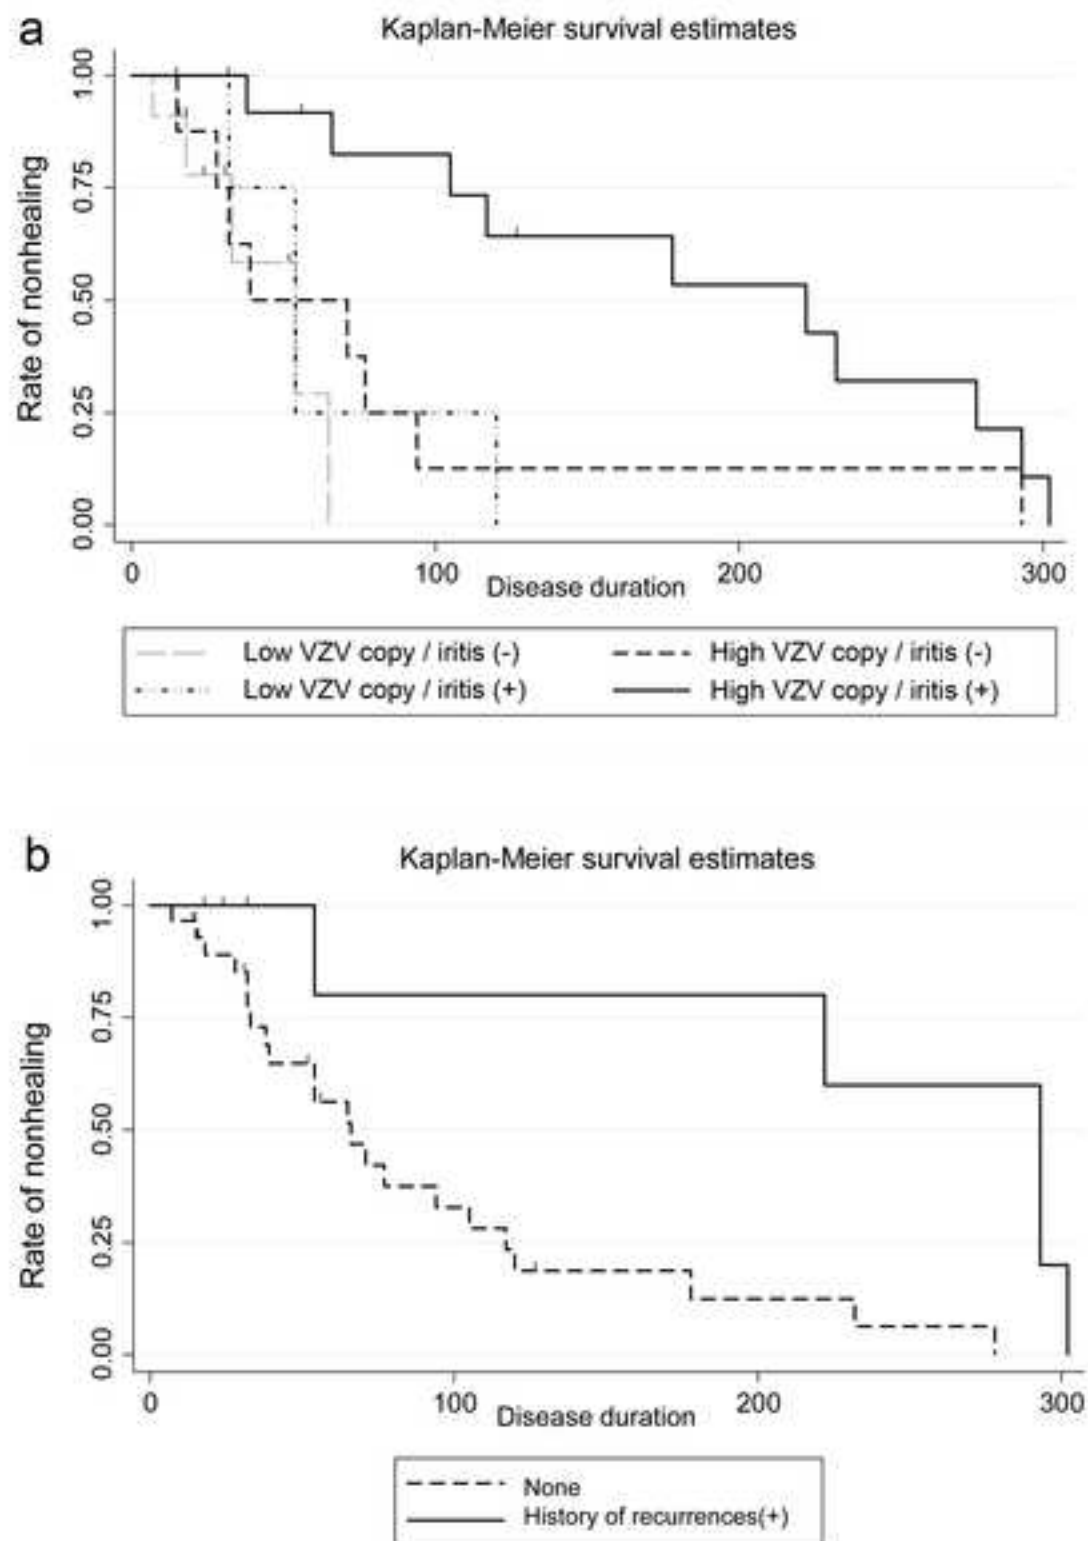 a
Kaplan-Meier survival estimates
Rate of nonhealing
1.00
0.75
0.50
0.25
0.00
0 100 200 300
Disease duration
Low VZV copy / iritis (-) High VZV copy / iritis (-)
Low VZV copy / iritis (+) High VZV copy / iritis (+)
b
Kaplan-Meier survival estimates
Rate of nonhealing
1.00
0.75
0.50
0.25
0.00
0 100 200 300
Disease duration
None
History of recurrences(+)